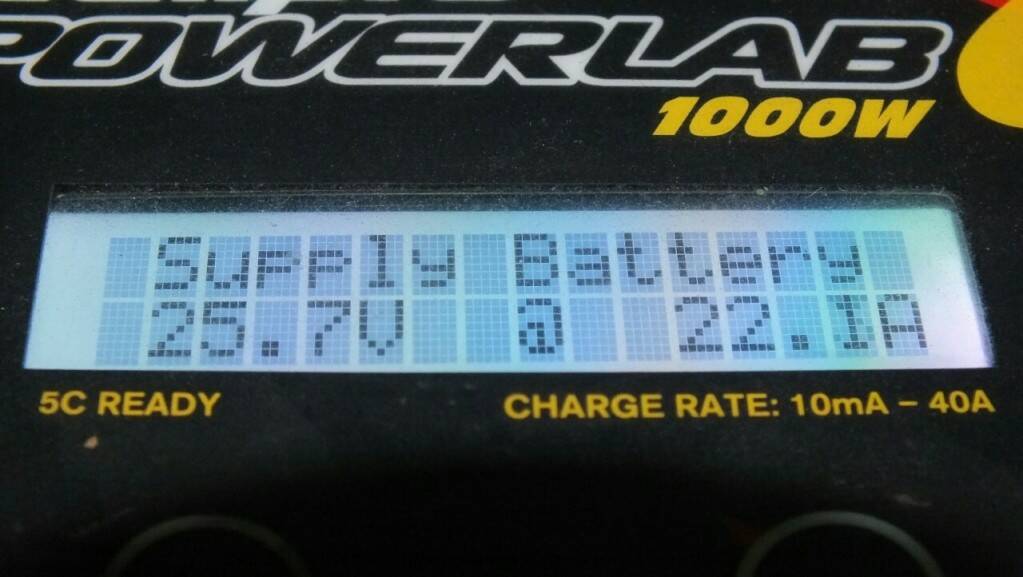 POWERLAB
1000W
Supply Battery
25.7V @ 22.1A
5C READY
CHARGE RATE: 10mA – 40A